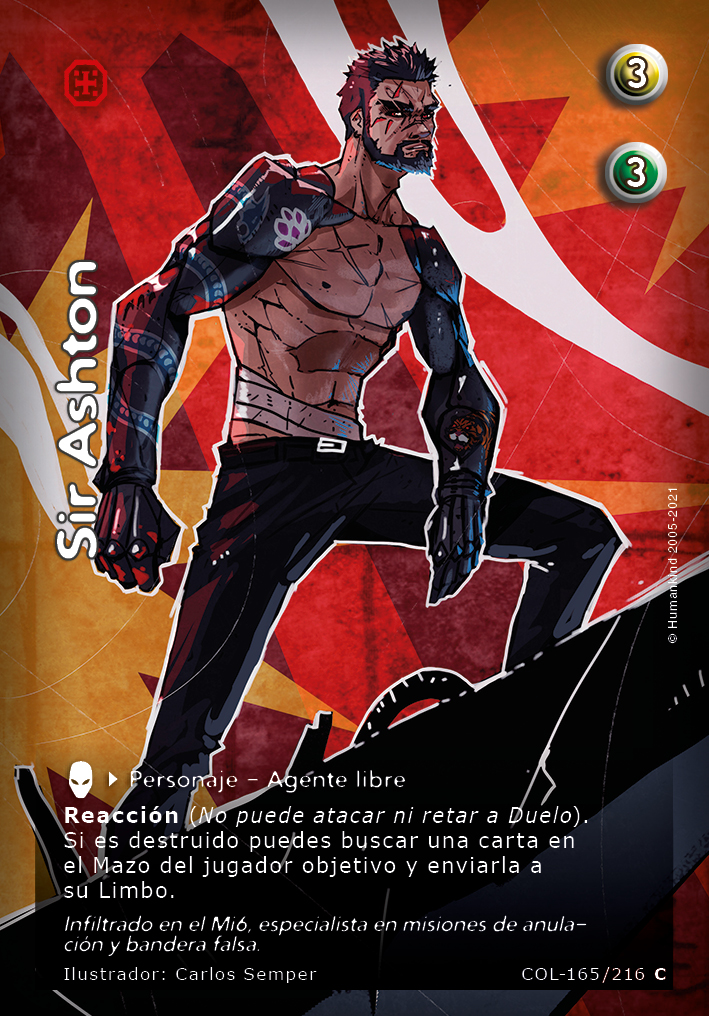 3
3
Sir Ashton
© Humankind 2005-2021
Personaje – Agente libre
Reacción (No puede atacar ni retar a Duelo).
Si es destruido puedes buscar una carta en
el Mazo del jugador objetivo y enviarla a
su Limbo.
Infiltrado en el Mi6, especialista en misiones de anula-
ción y bandera falsa.
Ilustrador: Carlos Semper
COL-165/216 C